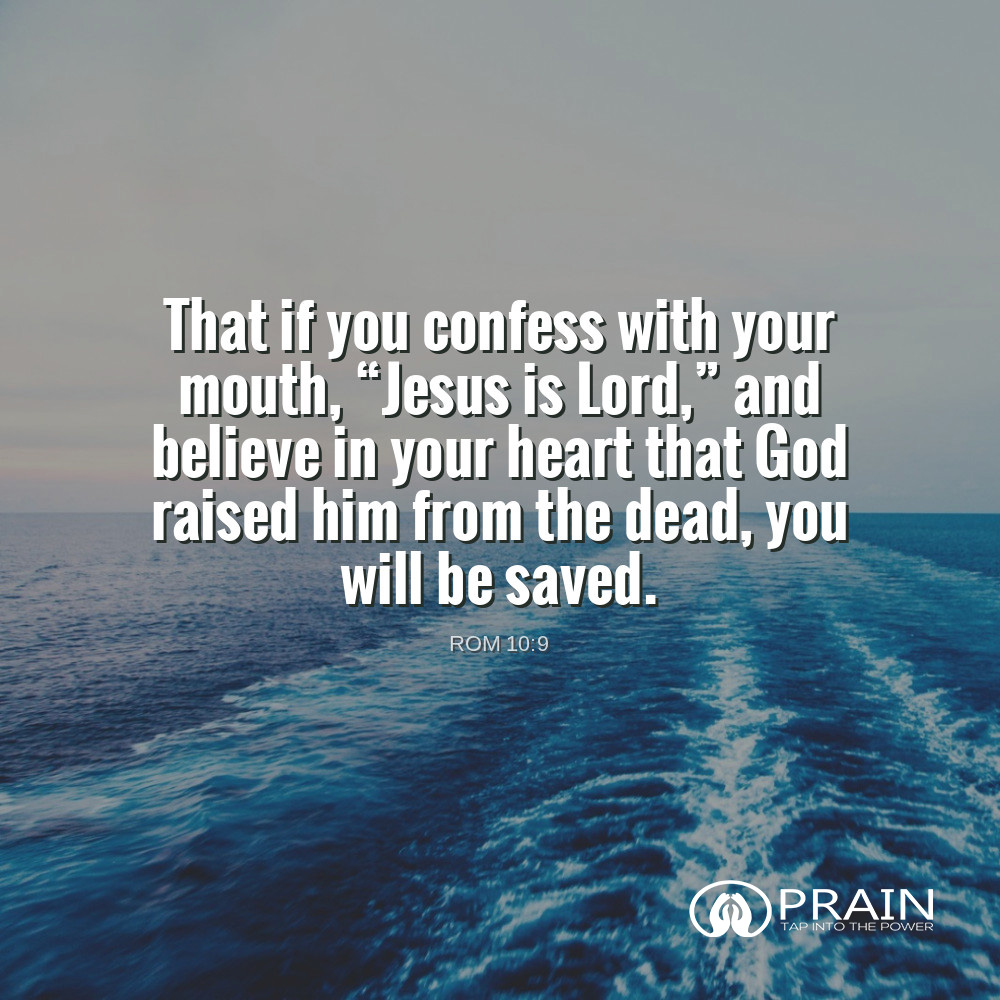 That if you confess with your
mouth, “Jesus is Lord,” and
believe in your heart that God
raised him from the dead, you
will be saved.
ROM 10:9
PRAIN
TAP INTO THE POWER